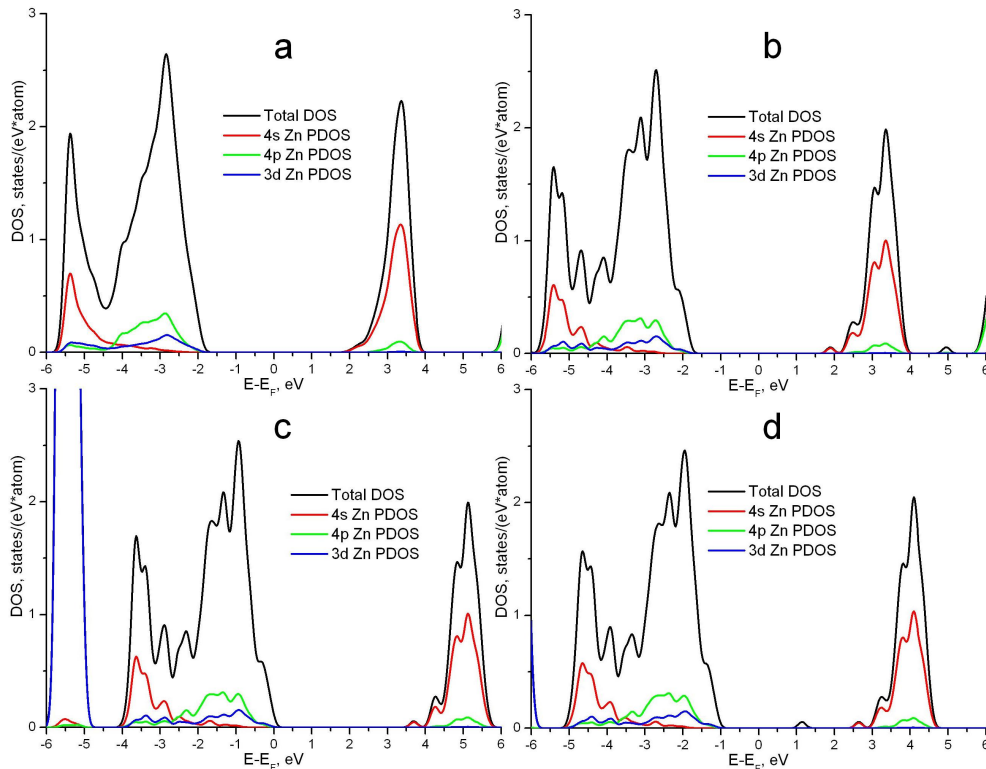 a
DOS, states/(eV*atom)
3
2
1
0
Total DOS
4s Zn PDOS
4p Zn PDOS
3d Zn PDOS
-6 -5 -4 -3 -2 -1 0 1 2 3 4 5 6
E-E_F, eV
b
DOS, states/(eV*atom)
3
2
1
0
Total DOS
4s Zn PDOS
4p Zn PDOS
3d Zn PDOS
-6 -5 -4 -3 -2 -1 0 1 2 3 4 5 6
E-E_F, eV
c
DOS, states/(eV*atom)
3
2
1
0
Total DOS
4s Zn PDOS
4p Zn PDOS
3d Zn PDOS
-6 -5 -4 -3 -2 -1 0 1 2 3 4 5 6
E-E_F, eV
d
DOS, states/(eV*atom)
3
2
1
0
Total DOS
4s Zn PDOS
4p Zn PDOS
3d Zn PDOS
-6 -5 -4 -3 -2 -1 0 1 2 3 4 5 6
E-E_F, eV